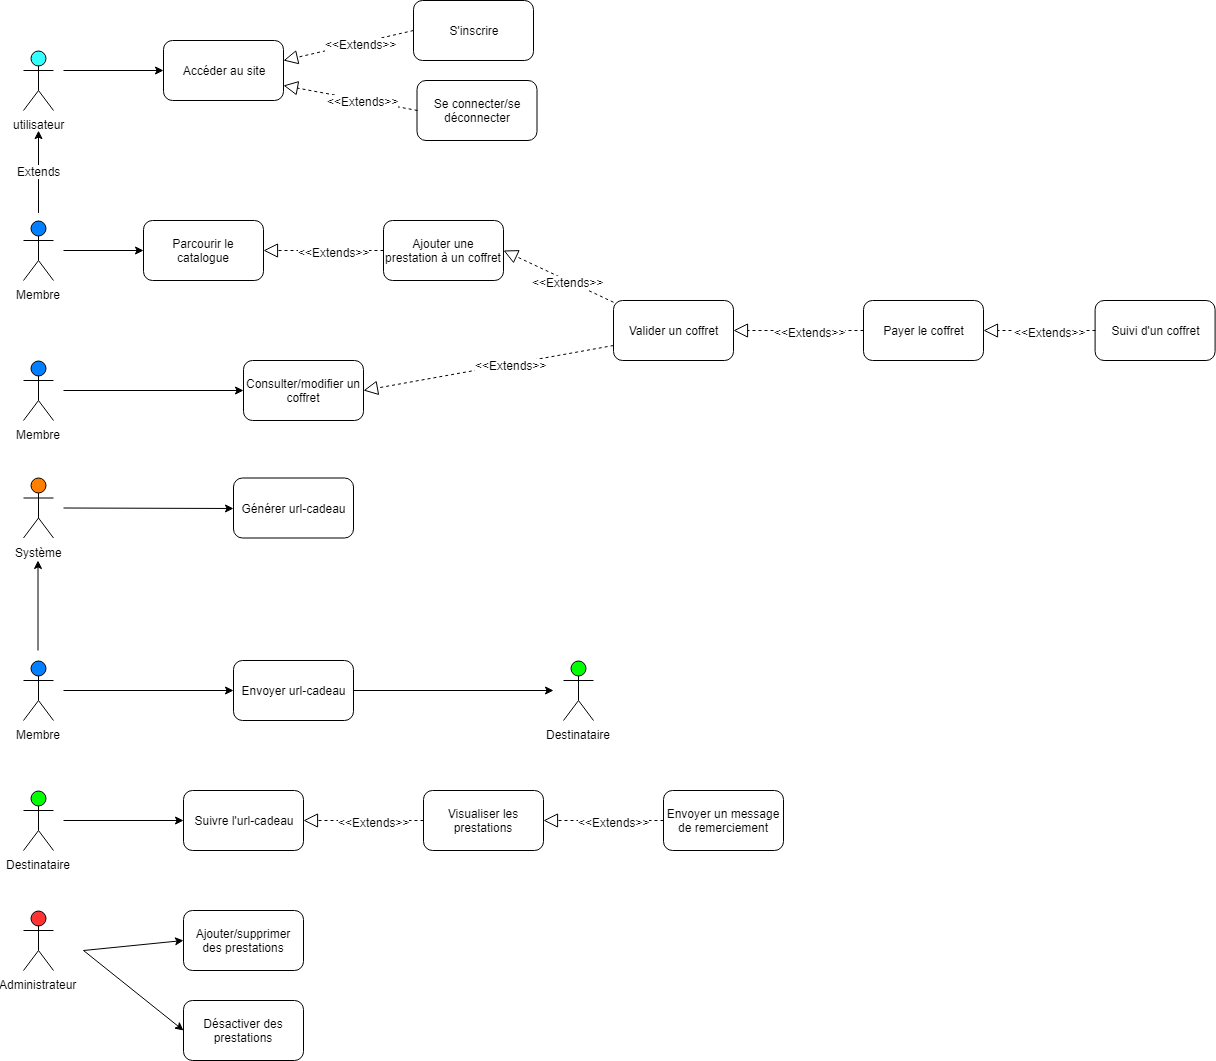 S'inscrire
<<Extends>>
Accéder au site
Se connecter/se
déconnecter
<<Extends>>
utilisateur
Extends
Parcourir le
catalogue
<<Extends>>
Ajouter une
prestation à un coffret
Membre
<<Extends>>
Valider un coffret
<<Extends>>
Payer le coffret
<<Extends>>
Suivi d'un coffret
<<Extends>>
Consulter/modifier un
coffret
Membre
Générer url-cadeau
Système
Envoyer url-cadeau
Membre
Destinataire
Suivre l'url-cadeau
<<Extends>>
Visualiser les
prestations
<<Extends>>
Envoyer un message
de remerciement
Destinataire
Ajouter/supprimer
des prestations
Administrateur
Désactiver des
prestations